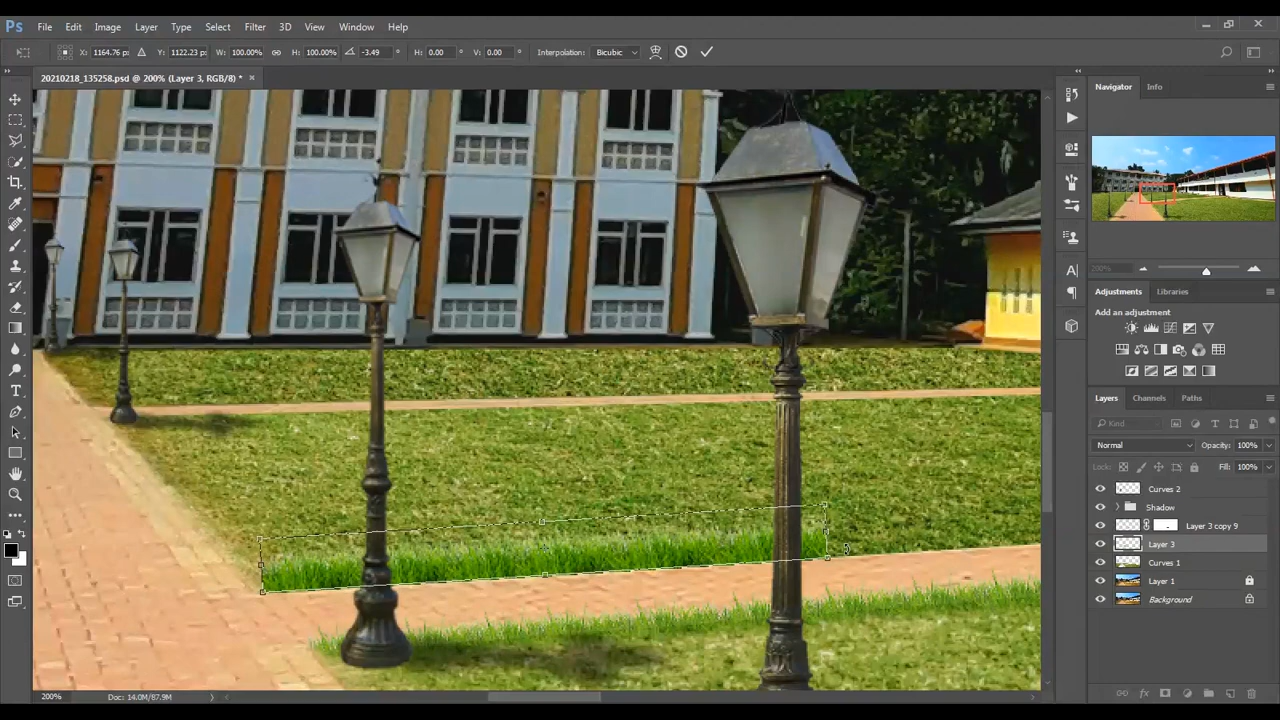 Ps File Edit Image Layer Type Select Filter 3D View Window Help
X: 1164.76 p: Y: 1122.23 p: W: 100.00% H: 100.00% -3.49 ° H: 0.00 ° V: 0.00 ° Interpolation: Bicubic
20210218_135258.psd @ 200% (Layer 3, RGB/8) * ×
Navigator Info
200%
Adjustments Libraries
Add an adjustment
Layers Channels Paths
Kind
Normal Opacity: 100%
Lock: Fill: 100%
Curves 2
Shadow
Layer 3 copy 9
Layer 3
Curves 1
Layer 1
Background
200% Doc: 14.0M/87.9M